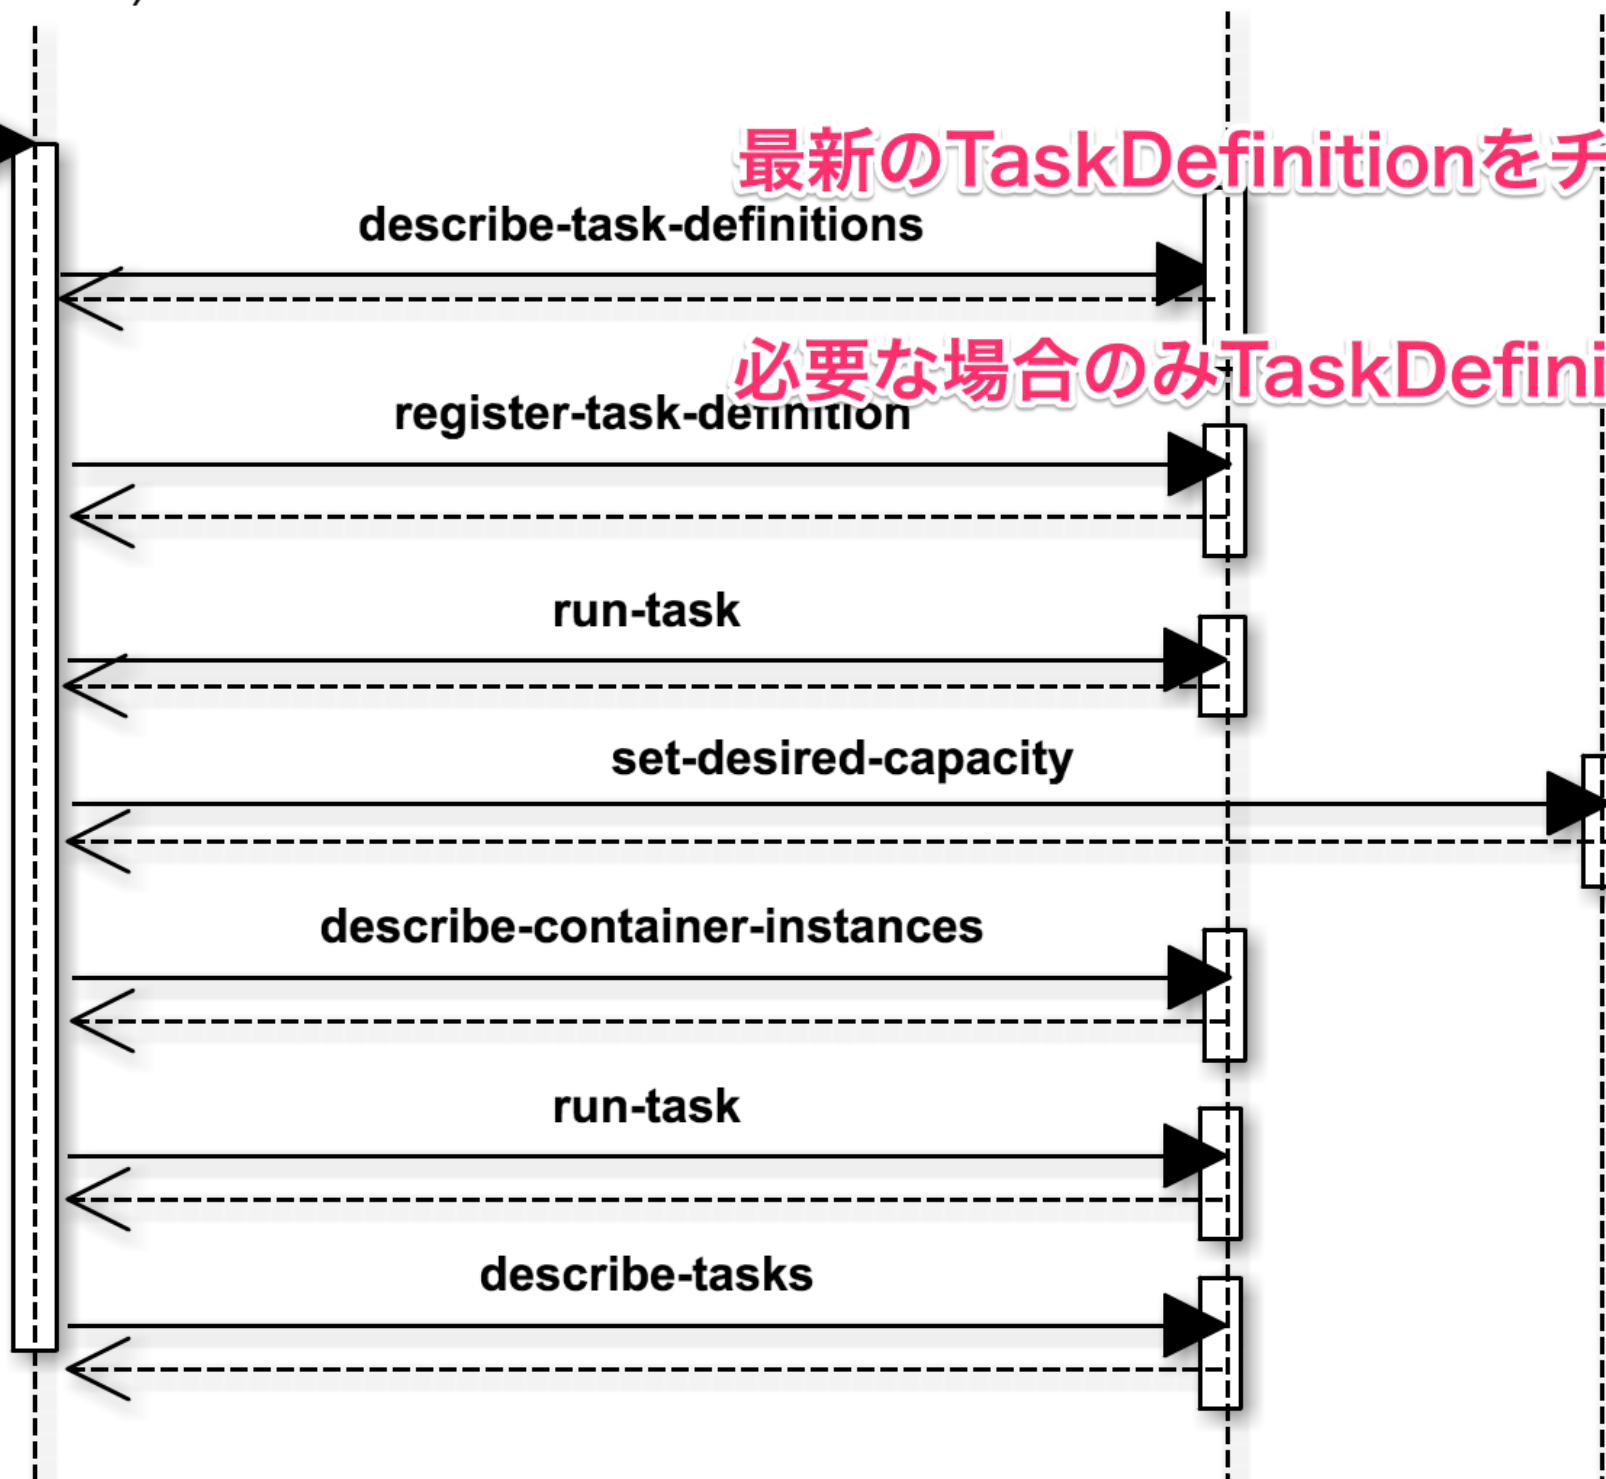 最新のTaskDefinitionをチ
describe-task-definitions
必要な場合のみTaskDefini
register-task-definition
run-task
set-desired-capacity
describe-container-instances
run-task
describe-tasks